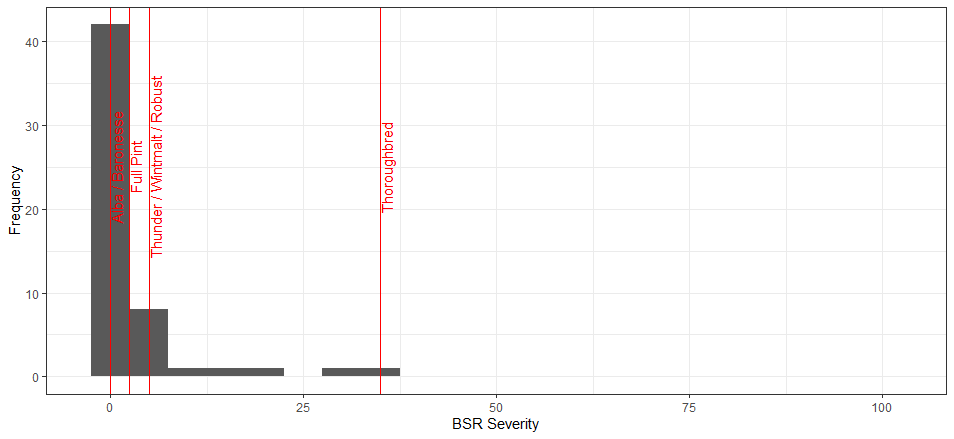 40
30
20
10
0
Frequency
Alba / Baronesse
Full Pint
Thunder / Wintmalt / Robust
Thoroughbred
0
25
50
75
100
BSR Severity